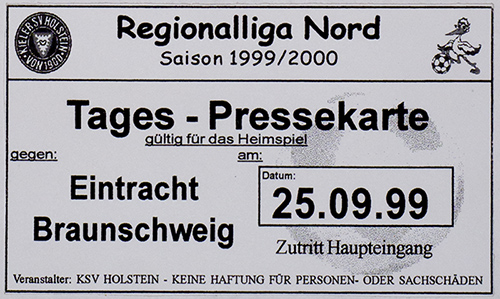 KIELER SV HOLSTEIN
VON 1900
Regionalliga Nord
Saison 1999/2000
Tages - Pressekarte
gültig für das Heimspiel
gegen:
am:
Eintracht
Braunschweig
Datum:
25.09.99
Zutritt Haupteingang
Veranstalter: KSV HOLSTEIN - KEINE HAFTUNG FÜR PERSONEN- ODER SACHSCHÄDEN